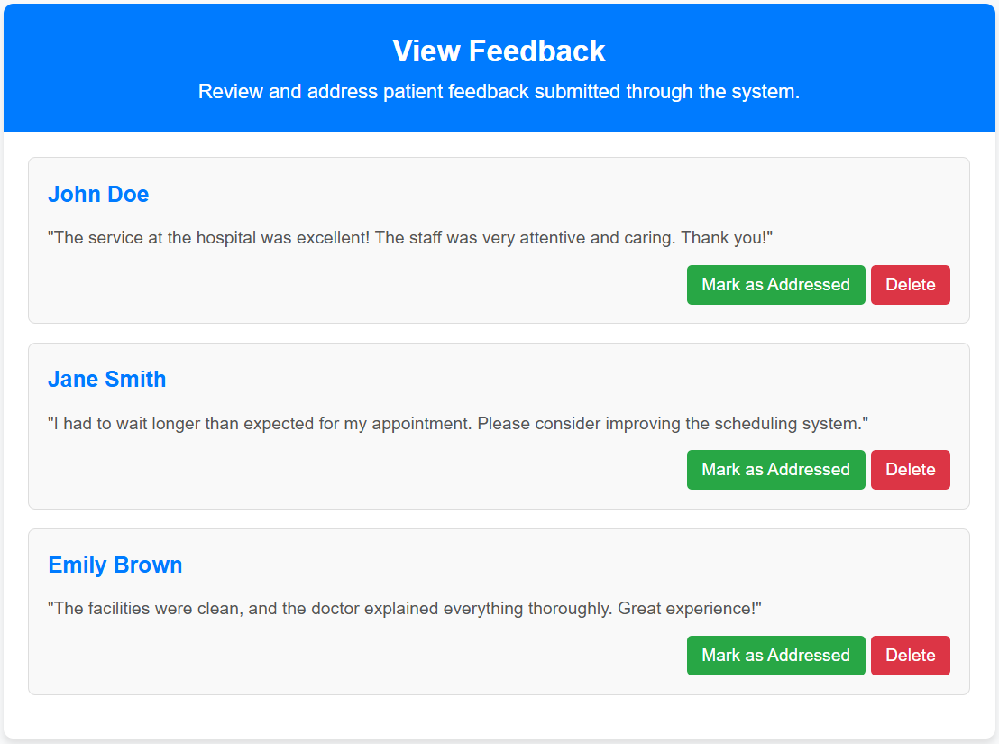 View Feedback
Review and address patient feedback submitted through the system.
John Doe
"The service at the hospital was excellent! The staff was very attentive and caring. Thank you!"
Mark as Addressed Delete
Jane Smith
"I had to wait longer than expected for my appointment. Please consider improving the scheduling system."
Mark as Addressed Delete
Emily Brown
"The facilities were clean, and the doctor explained everything thoroughly. Great experience!"
Mark as Addressed Delete